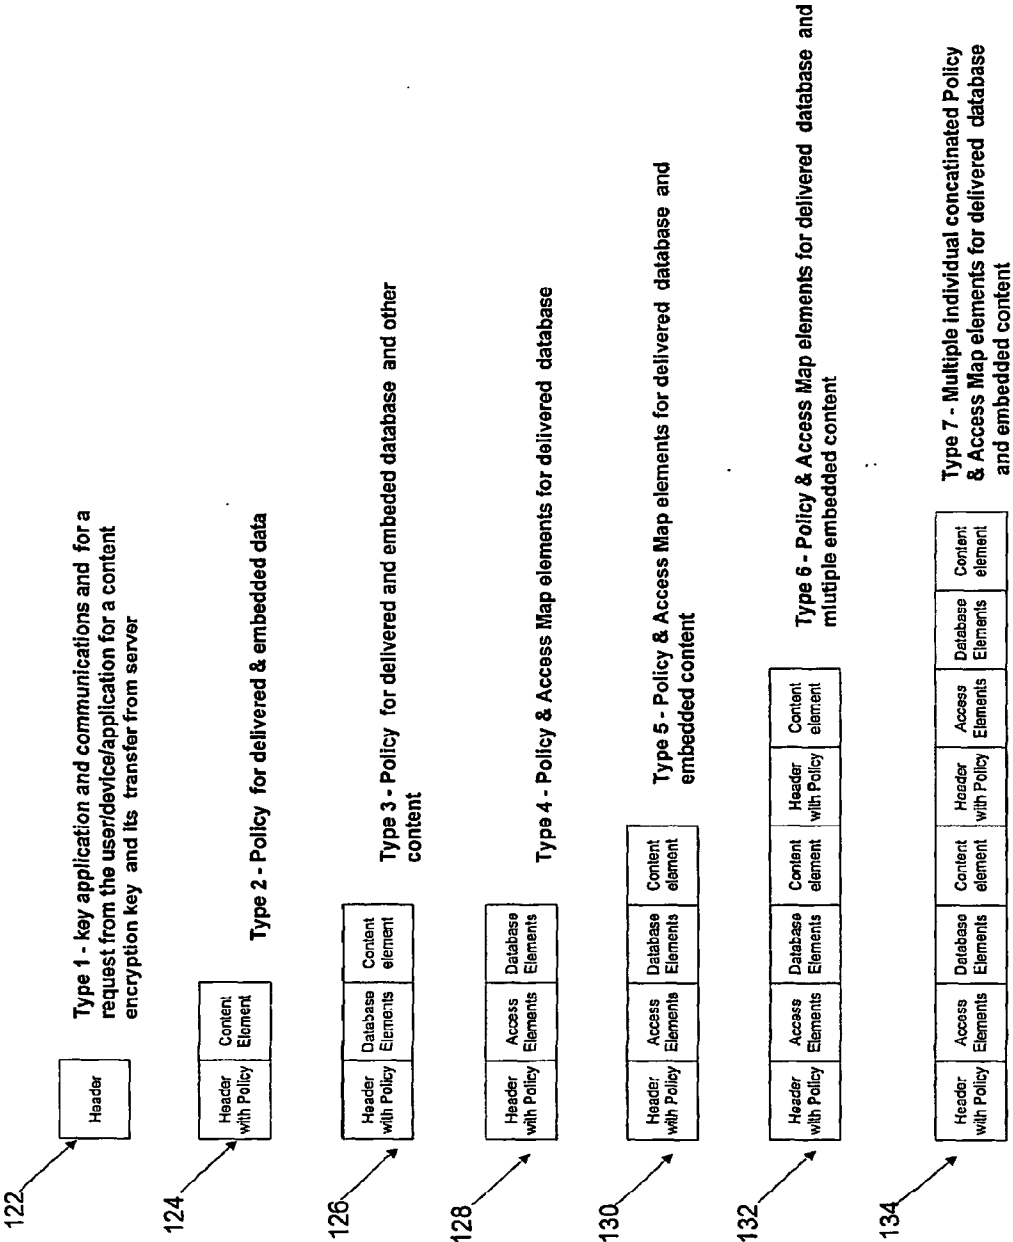 122
Header
Type 1 - key application and communications and for a
request from the user/device/application for a content
encryption key and its transfer from server
124
Header
with Policy
Content
Element
Type 2 - Policy for delivered & embedded data
126
Header
with Policy
Database
Elements
Content
element
Type 3 - Policy for delivered and embeded database and other
content
128
Header
with Policy
Access
Elements
Database
Elements
Type 4 - Policy & Access Map elements for delivered database
130
Header
with Policy
Access
Elements
Database
Elements
Content
element
Type 5 - Policy & Access Map elements for delivered database and
embedded content
132
Header
with Policy
Access
Elements
Database
Elements
Content
element
Header
with Policy
Content
element
Type 6 - Policy & Access Map elements for delivered database and
mlutiple embedded content
134
Header
with Policy
Access
Elements
Database
Elements
Content
element
Header
with Policy
Access
Elements
Database
Elements
Content
element
Type 7 - Multiple individual concatinated Policy
& Access Map elements for delivered database
and embedded content